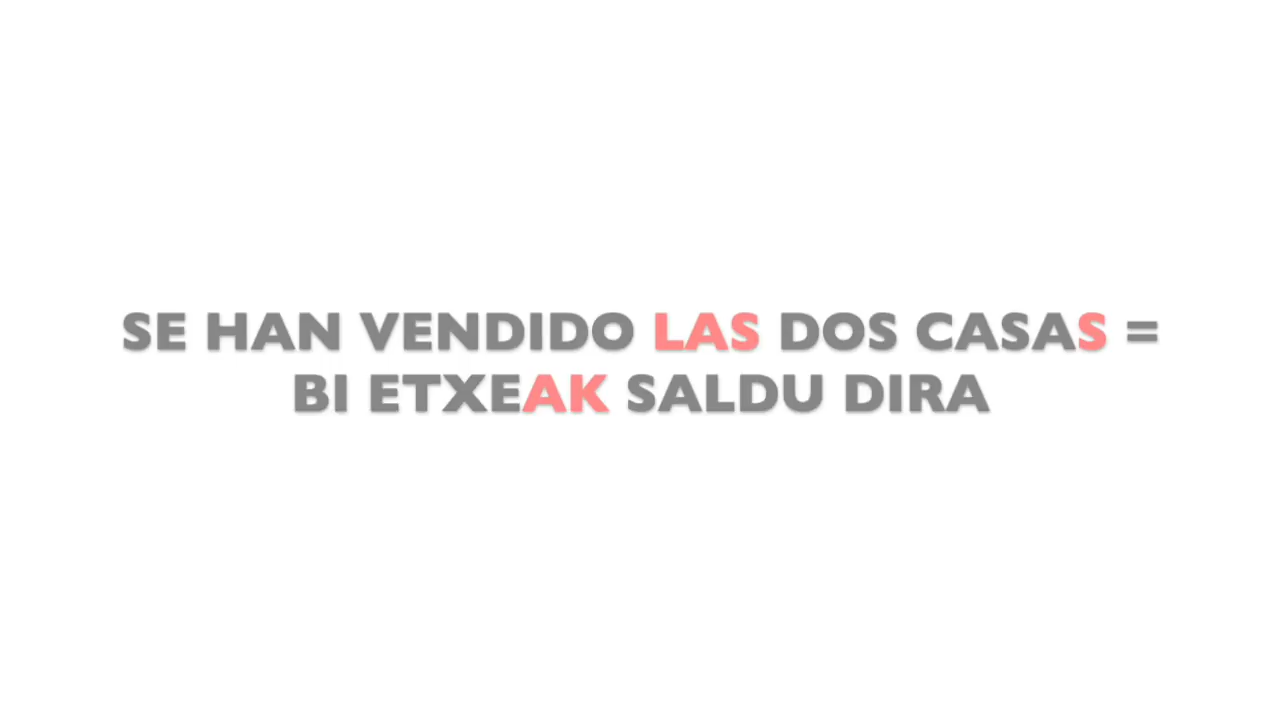 SE HAN VENDIDO LAS DOS CASAS =
BI ETXEAK SALDU DIRA